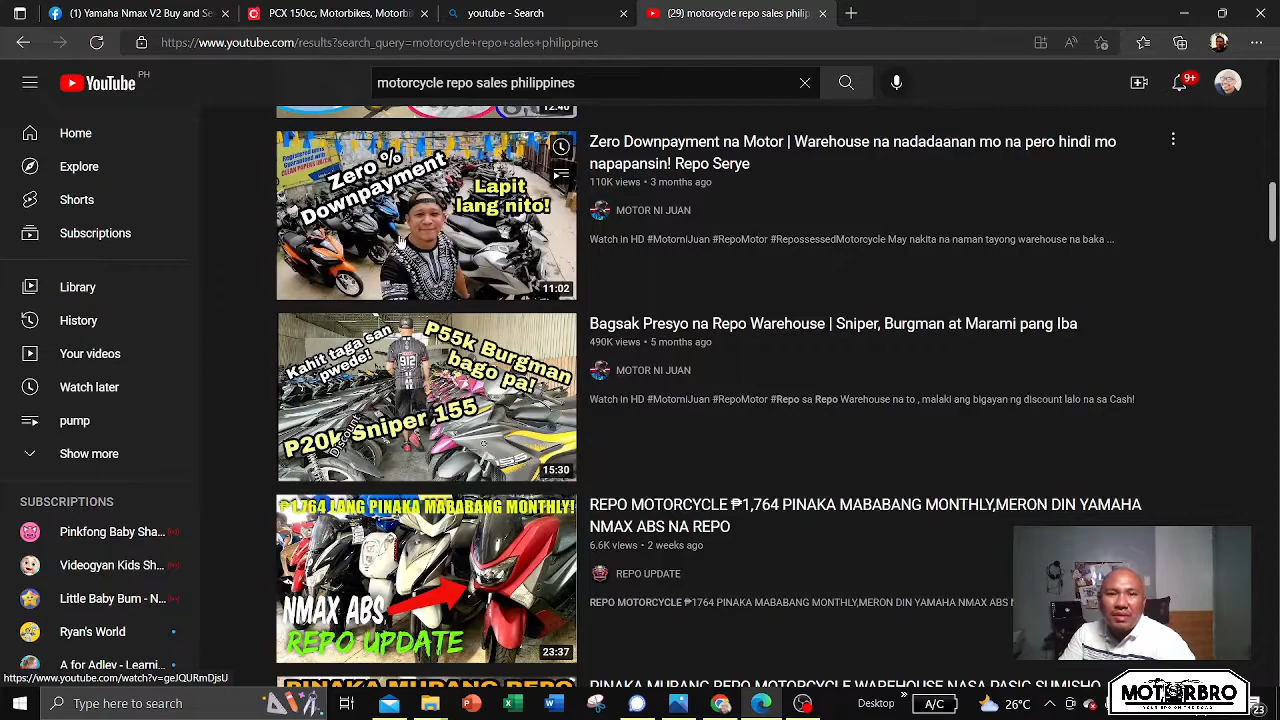 (1) Yamaha Nmax V2 Buy and Se
PCX 150cc, Motorbikes, Motorbik
youtube - Search
(29) motorcycle repo sales philip
https://www.youtube.com/results?search_query=motorcycle+repo+sales+philippines
YouTube PH
motorcycle repo sales philippines
9+
Home
Explore
Shorts
Subscriptions
Library
History
Your videos
Watch later
pump
Show more
SUBSCRIPTIONS
Pinkfong Baby Sha...
Videogyan Kids Sh...
Little Baby Bum - N...
Ryan's World
A for Adley - Learni...
12:46
Zero %
Downpayment
Lapit
lang nito!
11:02
Zero Downpayment na Motor | Warehouse na nadadaanan mo na pero hindi mo
napapansin! Repo Serye
110K views • 3 months ago
MOTOR NI JUAN
Watch in HD #MotorniJuan #RepoMotor #RepossessedMotorcycle May nakita na naman tayong warehouse na baka ...
Kahit taga san
pwede!
P55k Burgman
bago pa!
P20k Sniper 155
Discount
912
15:30
Bagsak Presyo na Repo Warehouse | Sniper, Burgman at Marami pang Iba
490K views • 5 months ago
MOTOR NI JUAN
Watch in HD #MotorniJuan #RepoMotor #Repo sa Repo Warehouse na to , malaki ang bigayan ng discount lalo na sa Cash!
₱1,764 LANG PINAKA MABABANG MONTHLY!
NMAX ABS
REPO UPDATE
23:37
REPO MOTORCYCLE ₱1,764 PINAKA MABABANG MONTHLY,MERON DIN YAMAHA
NMAX ABS NA REPO
6.6K views • 2 weeks ago
REPO UPDATE
REPO MOTORCYCLE ₱1764 PINAKA MABABANG MONTHLY,MERON DIN YAMAHA NMAX ABS
PINAKA MURANG REPO
PINAKA MURANG REPO MOTORCYCLE WAREHOUSE NASA PASIG
MOTORBRO
Type here to search
Desktop
A/C
26°C
23